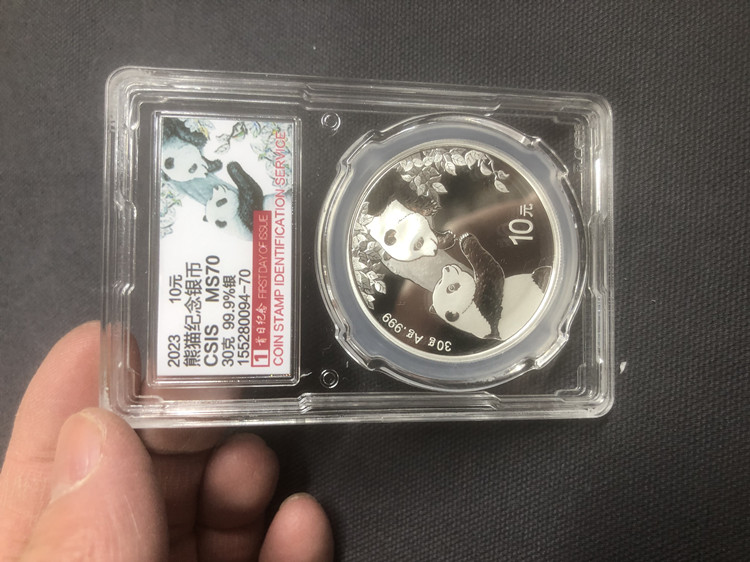 2023 10元
熊猫纪念银币
CSIS MS70
30克 99.9%银
155280094-70
1 首日纪念 FIRST DAY OF ISSUE
COIN STAMP IDENTIFICATION SERVICE
10元
30g Ag.999